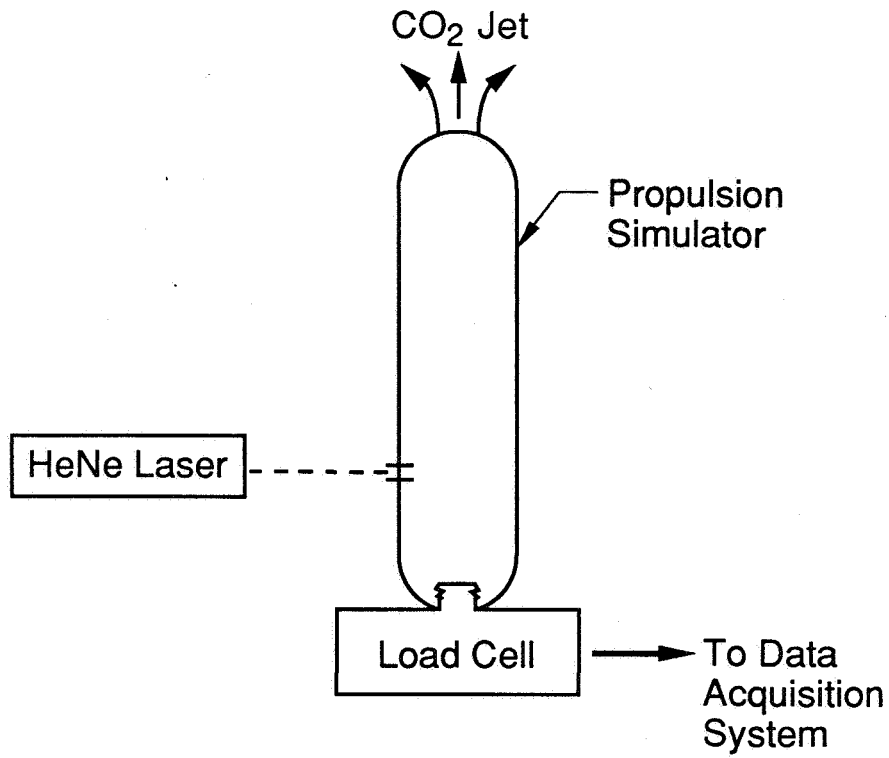 CO₂ Jet
Propulsion
Simulator
HeNe Laser
Load Cell
To Data
Acquisition
System